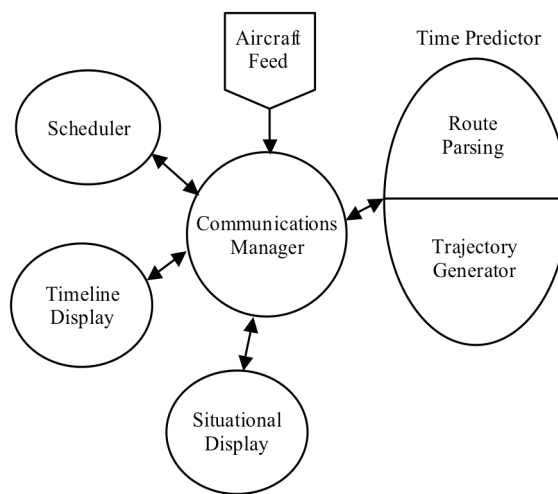 Aircraft
Feed
Time Predictor
Scheduler
Route
Parsing
Communications
Manager
Trajectory
Generator
Timeline
Display
Situational
Display